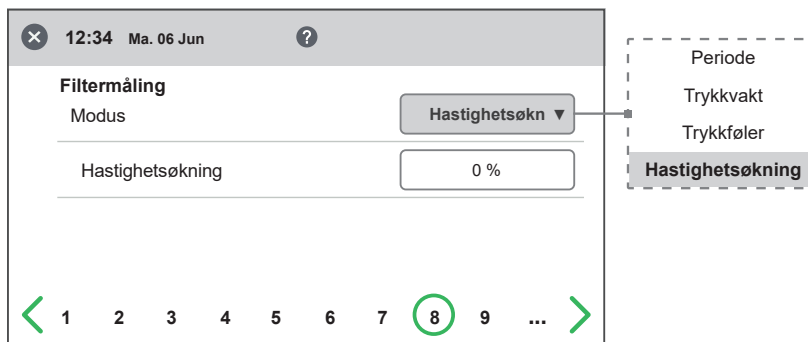 12:34 Ma. 06 Jun ?
Filtermåling
Modus Hastighetsøkn ▼
Hastighetsøkning 0 %
1 2 3 4 5 6 7 8 9 ...
Periode
Trykkvakt
Trykkføler
Hastighetsøkning